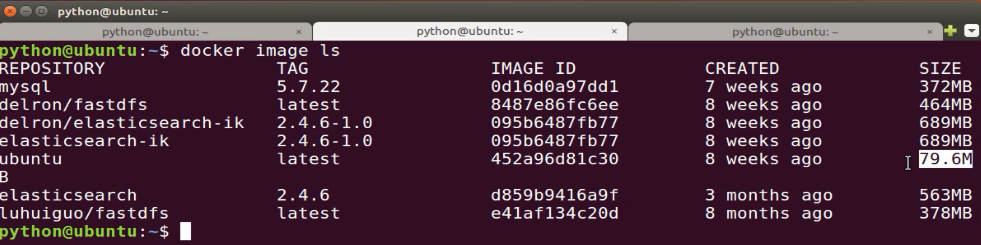 python@ubuntu: ~
python@ubuntu: ~ × python@ubuntu: ~ × python@ubuntu: ~ ×
python@ubuntu:~$ docker image ls
REPOSITORY TAG IMAGE ID CREATED SIZE
mysql 5.7.22 0d16d0a97dd1 7 weeks ago 372MB
delron/fastdfs latest 8487e86fc6ee 8 weeks ago 464MB
delron/elasticsearch-ik 2.4.6-1.0 095b6487fb77 8 weeks ago 689MB
elasticsearch-ik 2.4.6-1.0 095b6487fb77 8 weeks ago 689MB
ubuntu latest 452a96d81c30 8 weeks ago 79.6M
B
elasticsearch 2.4.6 d859b9416a9f 3 months ago 563MB
luhuiguo/fastdfs latest e41af134c20d 8 months ago 378MB
python@ubuntu:~$